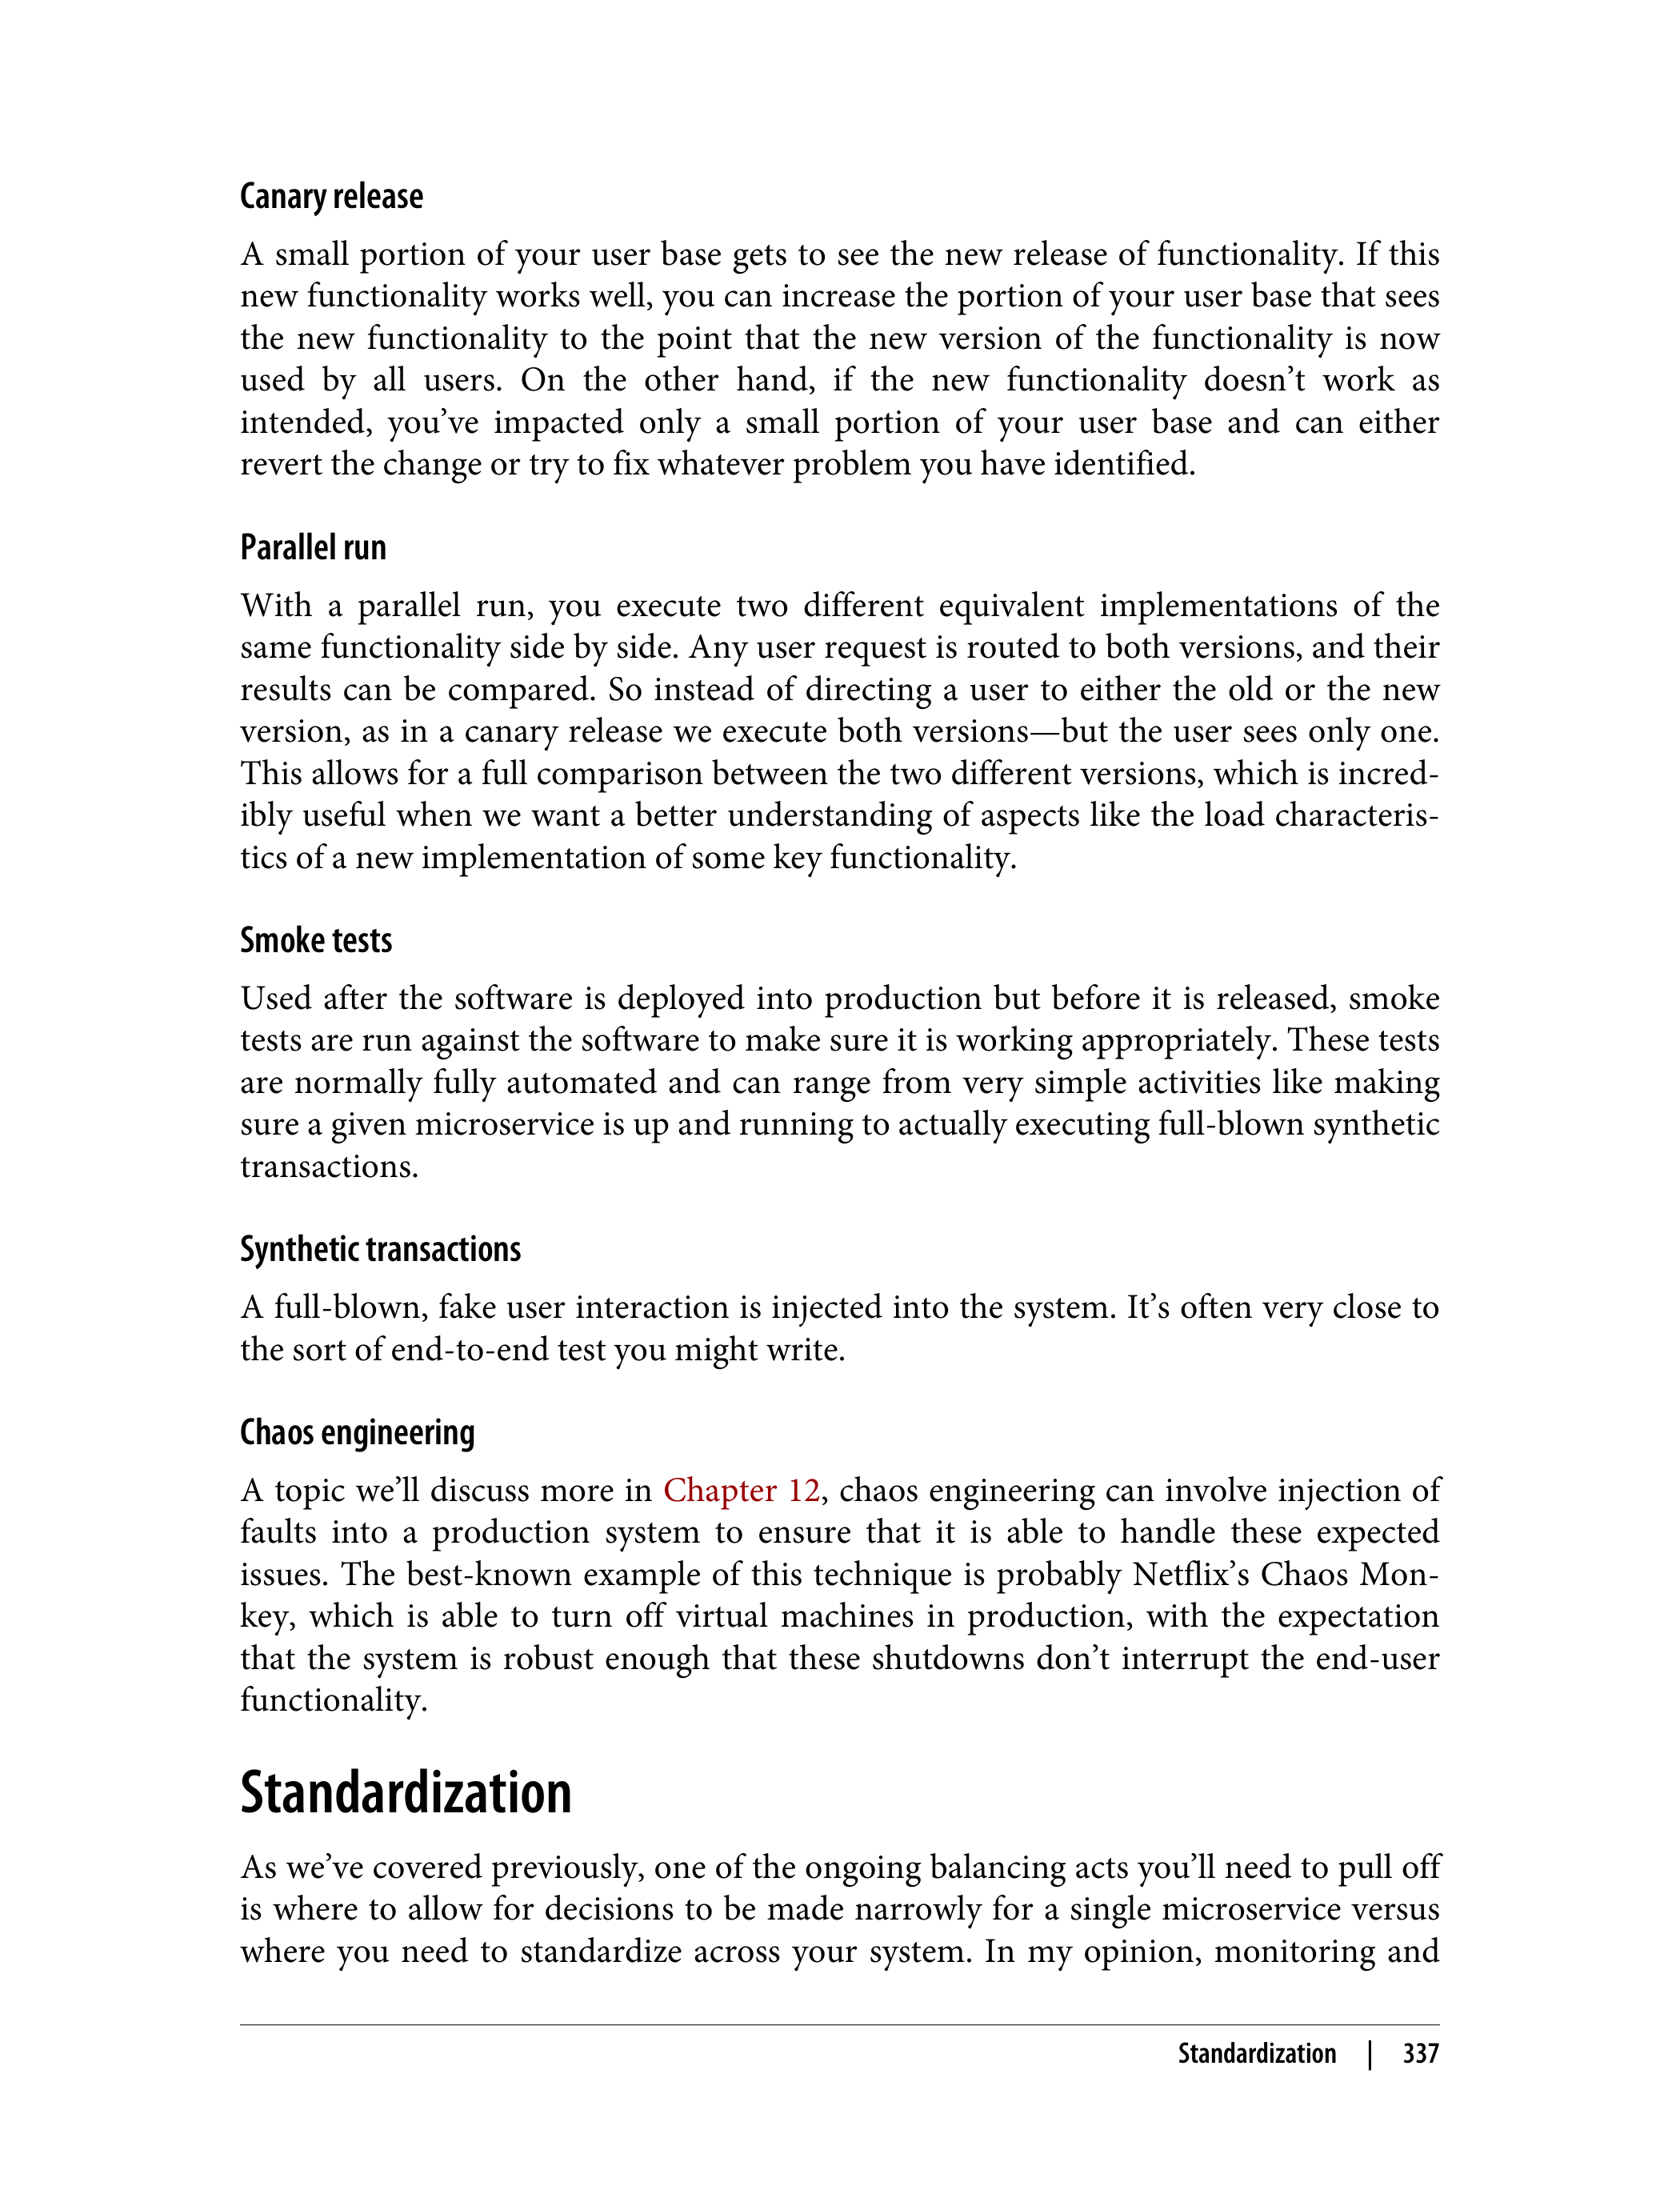 Canary release
A small portion of your user base gets to see the new release of functionality. If this
new functionality works well, you can increase the portion of your user base that sees
the new functionality to the point that the new version of the functionality is now
used by all users. On the other hand, if the new functionality doesn’t work as
intended, you’ve impacted only a small portion of your user base and can either
revert the change or try to fix whatever problem you have identified.
Parallel run
With a parallel run, you execute two different equivalent implementations of the
same functionality side by side. Any user request is routed to both versions, and their
results can be compared. So instead of directing a user to either the old or the new
version, as in a canary release we execute both versions—but the user sees only one.
This allows for a full comparison between the two different versions, which is incred-
ibly useful when we want a better understanding of aspects like the load characteris-
tics of a new implementation of some key functionality.
Smoke tests
Used after the software is deployed into production but before it is released, smoke
tests are run against the software to make sure it is working appropriately. These tests
are normally fully automated and can range from very simple activities like making
sure a given microservice is up and running to actually executing full-blown synthetic
transactions.
Synthetic transactions
A full-blown, fake user interaction is injected into the system. It’s often very close to
the sort of end-to-end test you might write.
Chaos engineering
A topic we’ll discuss more in Chapter 12, chaos engineering can involve injection of
faults into a production system to ensure that it is able to handle these expected
issues. The best-known example of this technique is probably Netflix’s Chaos Mon-
key, which is able to turn off virtual machines in production, with the expectation
that the system is robust enough that these shutdowns don’t interrupt the end-user
functionality.
Standardization
As we’ve covered previously, one of the ongoing balancing acts you’ll need to pull off
is where to allow for decisions to be made narrowly for a single microservice versus
where you need to standardize across your system. In my opinion, monitoring and
Standardization | 337